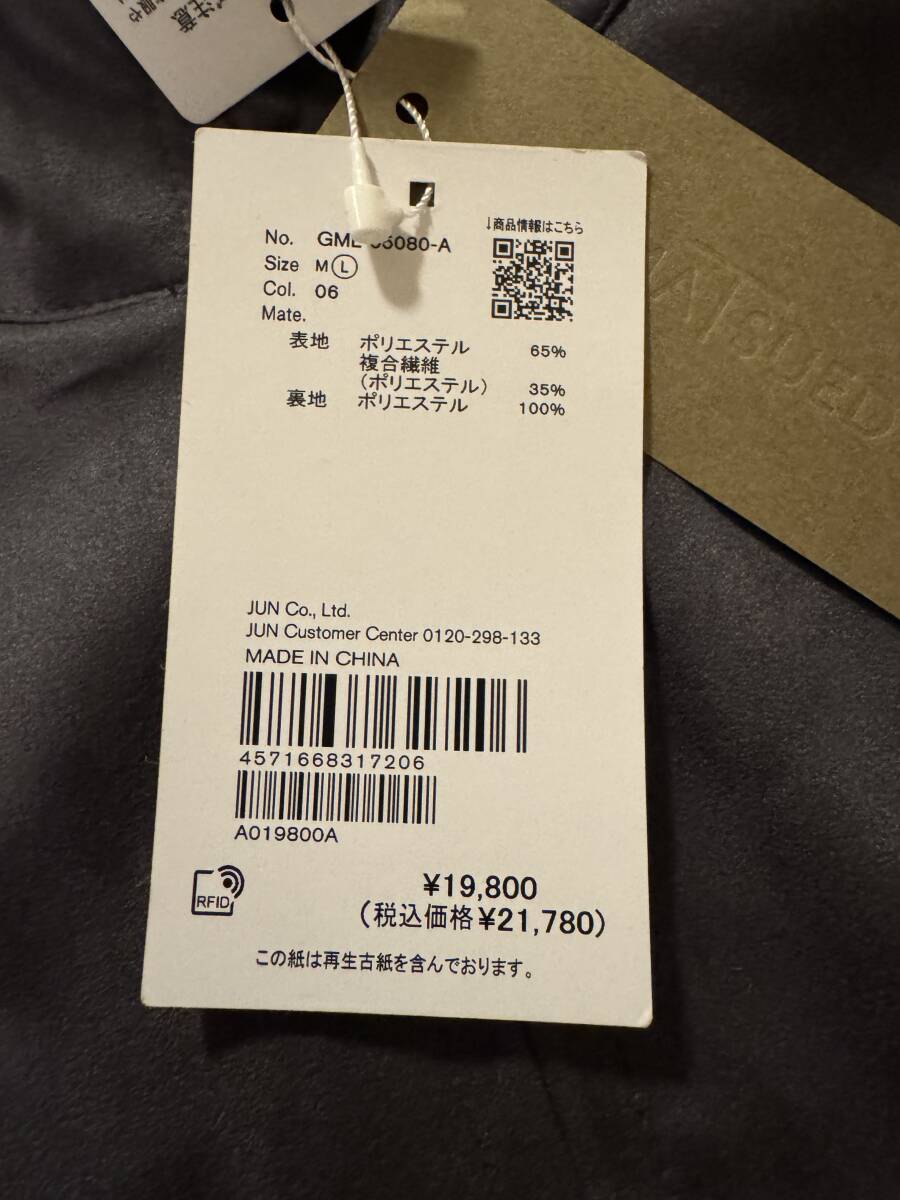 ご注意
No. GML-
080-A
Size M L
Col. 06
Mate.
↓商品情報はこちら
表地 ポリエステル 65%
複合繊維
(ポリエステル) 35%
裏地 ポリエステル 100%
JUN Co., Ltd.
JUN Customer Center 0120-298-133
MADE IN CHINA
4571668317206
A019800A
RFID
¥19,800
(税込価格¥21,780)
この紙は再生古紙を含んでおります。